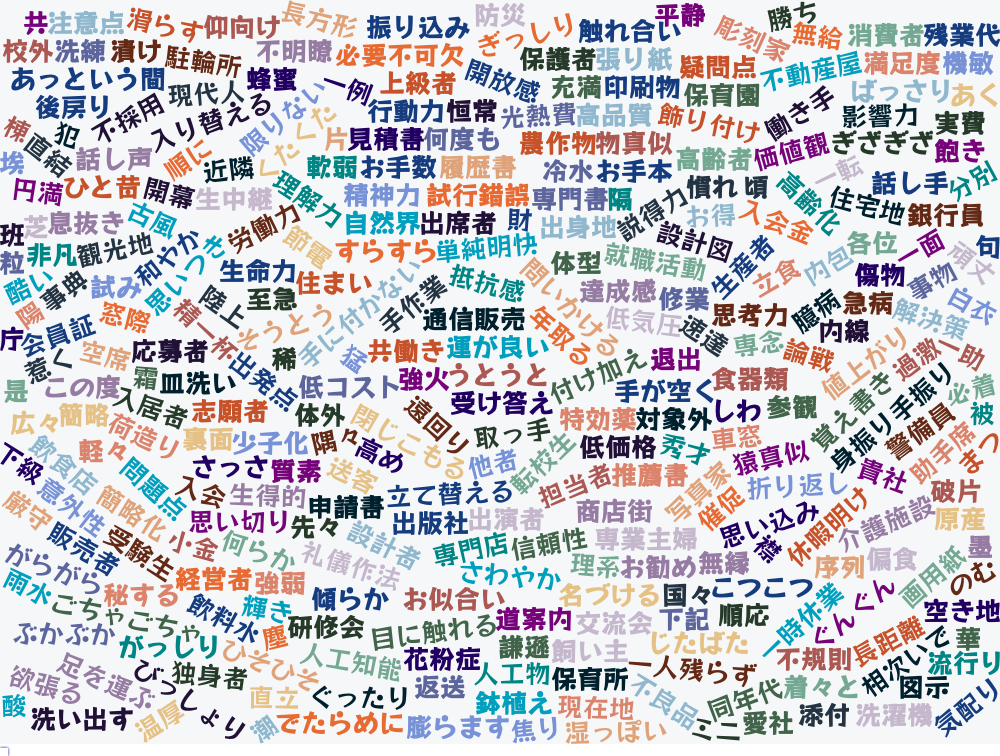 共
注意点
滑らす
仰向け
長方形
振り込み
防災
ぎっしり
触れ合い
平静
彫刻家
勝ち
無給
消費者
残業代
校外
洗練
漬け
駐輪所
不明瞭
必要不可欠
保護者
張り紙
疑問点
不動産屋
満足度
機敏
あっという間
蜂蜜
一例
上級者
開放感
充満
印刷物
保育園
ばっさり
あく
後戻り
不採用
現代人
入り替える
限りない
くたくた
行動力
恒常
光熱費
高品質
飾り付け
働き手
影響力
実費
棟
直結
犯
話し声
順に
近隣
片
見積書
何度も
農作物
物真似
価値観
ぎざぎざ
飽き
埃
円満
ひと昔
開幕
生中継
理解力
軟弱
お手数
履歴書
冷水
お手本
高齢者
高齢化
一転
話し手
分別
精神力
試行錯誤
専門書
隔
説得力
慣れ
頃
住宅地
銀行員
班
芝
息抜き
古風
労働力
節電
自然界
出席者
財
出身地
お得
入会金
設計図
各位
一面
句
粒
非凡
観光地
和やか
思いつき
生命力
すらすら
単純明快
体型
就職活動
生産者
立食
内包
傷物
事物
頒丈
酷い
事典
試み
陸上
至急
住まい
手に付かない
手作業
抵抗感
問いかける
達成感
修業
思考力
臆病
急病
解決策
白衣
陽
庁
会員証
窓際
精一杯
そうとう
通信販売
年取る
低気圧
速達
専念
内線
論戦
値上がり
過激
一助
惹く
空席
応募者
出発点
稀
猛
共働き
運が良い
付け加え
退出
食器類
是
この度
霜
皿洗い
低コスト
強火
うとうと
手が空く
覚え書き
身振り手振り
必着
被
広々
簡略
入居者
志願者
体外
閉じこもる
遠回り
受け答え
特効薬
対象外
しわ
参観
荷造り
裏面
少子化
隅々
高め
取っ手
転校生
低価格
秀才
車窓
猿真似
警備員
助手席
まつ
下級
飲食店
軽々
問題点
さっさ
質素
送客
他者
担当者
推薦書
写真家
催促
折り返し
貴社
破片
厳守
意外性
簡略化
入会
生得的
申請書
立て替える
商店街
思い込み
休暇明け
介護施設
原産
販売者
受験生
思い切り
先々
設計者
出版社
出演者
専門店
信頼性
専業主婦
襟
がらがら
小金
何らか
礼儀作法
さわやか
理系
お勧め
無縁
序列
偏食
画用紙
墨
雨水
秘する
経営者
強弱
傾らか
お似合い
名づける
国々
こつこつ
のむ
ごちゃごちゃ
飲料水
輝き
研修会
目に触れる
道案内
交流会
下記
順応
一時休業
ぐんぐん
空き地
ぶかぶか
がっしり
塵
ひそひそ
人工知能
花粉症
謙遜
飼い主
じたばた
不規則
長距離
で
華
欲張る
足を運ぶ
びっしょり
独身者
直立
ぐったり
返送
人工物
保育所
一人残らず
不良品
同年代
着々と
相次い
図示
流行り
酸
洗い出す
温厚
潮
でたらめに
膨らます
鉢植え
焦り
現在地
湿っぽい
ここ
愛社
添付
洗濯機
気配り